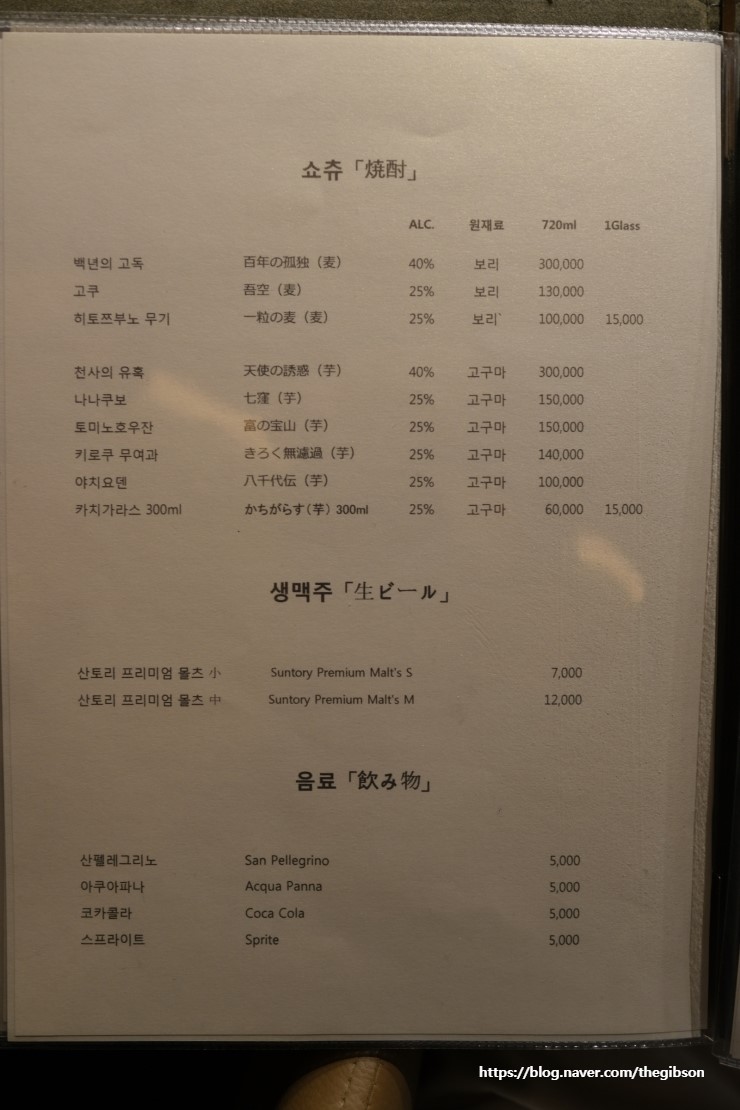 쇼츄「焼酎」
ALC. 원재료 720ml 1Glass
백년의 고독 百年の孤独（麦） 40% 보리 300,000
고쿠 吾空（麦） 25% 보리 130,000
히토쯔부노 무기 一粒の麦（麦） 25% 보리` 100,000 15,000
천사의 유혹 天使の誘惑（芋） 40% 고구마 300,000
나나쿠보 七窪（芋） 25% 고구마 150,000
토미노호우잔 富の宝山（芋） 25% 고구마 150,000
키로쿠 무여과 きろく無濾過（芋） 25% 고구마 140,000
야치요덴 八千代伝（芋） 25% 고구마 100,000
카치가라스 300ml かちがらす（芋） 300ml 25% 고구마 60,000 15,000
생맥주「生ビール」
산토리 프리미엄 몰츠 小 Suntory Premium Malt's S 7,000
산토리 프리미엄 몰츠 中 Suntory Premium Malt's M 12,000
음료「飲み物」
산펠레그리노 San Pellegrino 5,000
아쿠아파나 Acqua Panna 5,000
코카콜라 Coca Cola 5,000
스프라이트 Sprite 5,000
https://blog.naver.com/thegibson